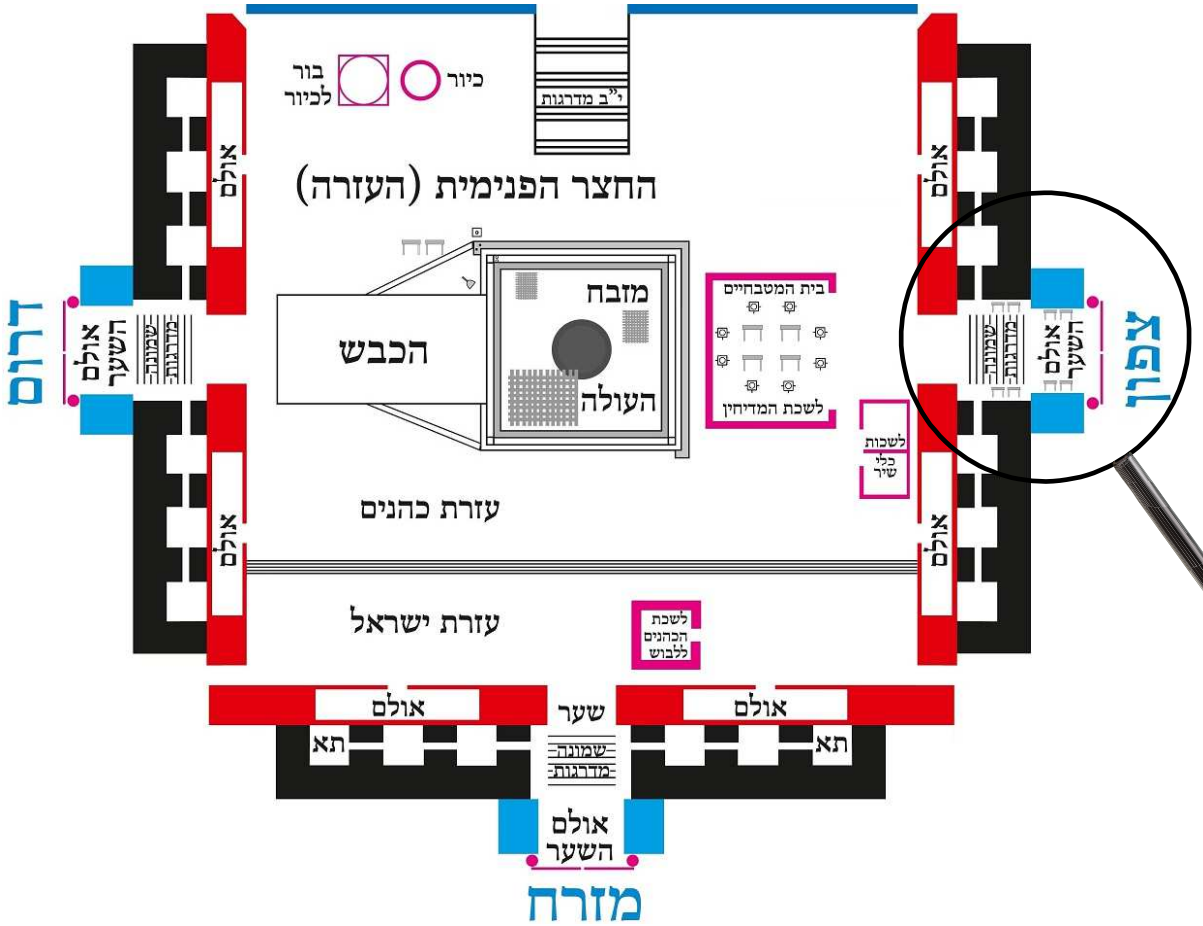 כיור
בור
לכיור
י"ב מדרגות
החצר הפנימית (העזרה)
אולם
אולם
מזבח
העולה
הכבש
בית המטבחיים
לשכת המדיחין
צפון
אולם
השער
שמונה
מדרגות
דרום
אולם
השער
שמונה
מדרגות
לשכות
כלי
שיר
עזרת כהנים
אולם
אולם
עזרת ישראל
לשכת
הכהנים
ללבוש
אולם
שער
אולם
תא
תא
שמונה
מדרגות
אולם
השער
מזרח